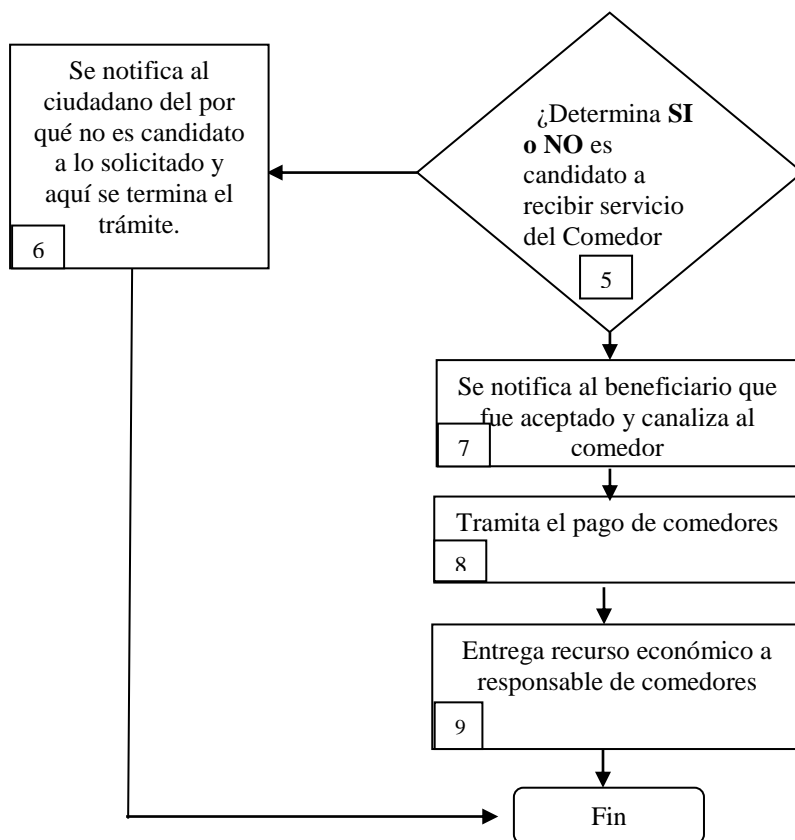 Se notifica al
ciudadano del por
qué no es candidato
a lo solicitado y
aquí se termina el
trámite.
6
¿Determina SI
o NO es
candidato a
recibir servicio
del Comedor
5
Se notifica al beneficiario que
fue aceptado y canaliza al
comedor
7
Tramita el pago de comedores
8
Entrega recurso económico a
responsable de comedores
9
Fin